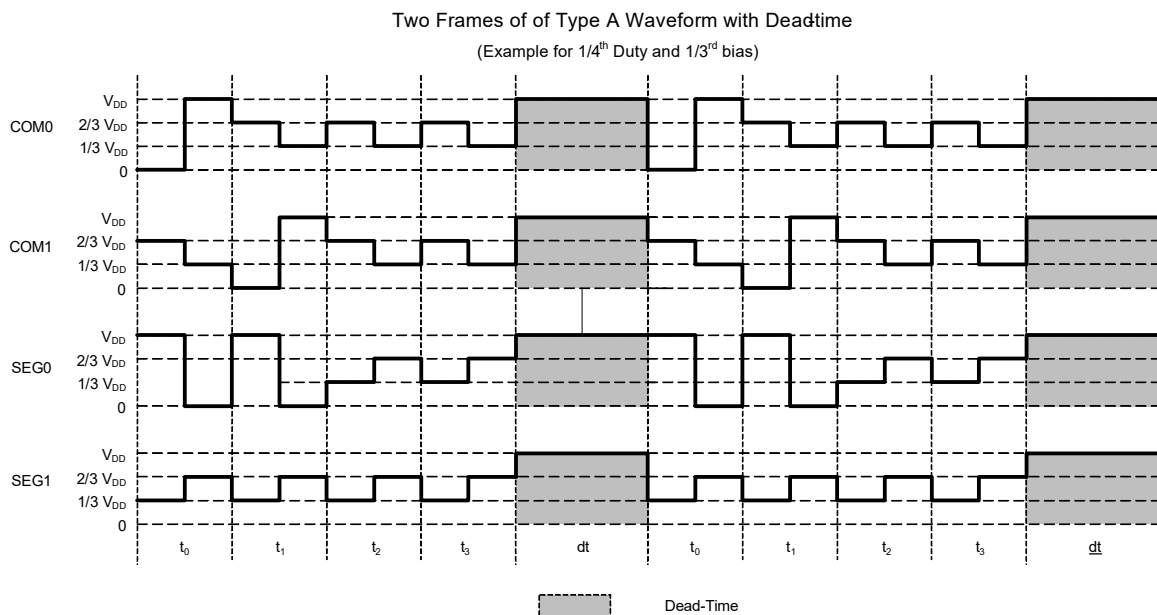 Two Frames of of Type A Waveform with Dead-time
(Example for 1/4th Duty and 1/3rd bias)
COM0
VDD
2/3 VDD
1/3 VDD
0
COM1
VDD
2/3 VDD
1/3 VDD
0
SEG0
VDD
2/3 VDD
1/3 VDD
0
SEG1
VDD
2/3 VDD
1/3 VDD
0
t0 t1 t2 t3 dt t0 t1 t2 t3 dt
Dead-Time